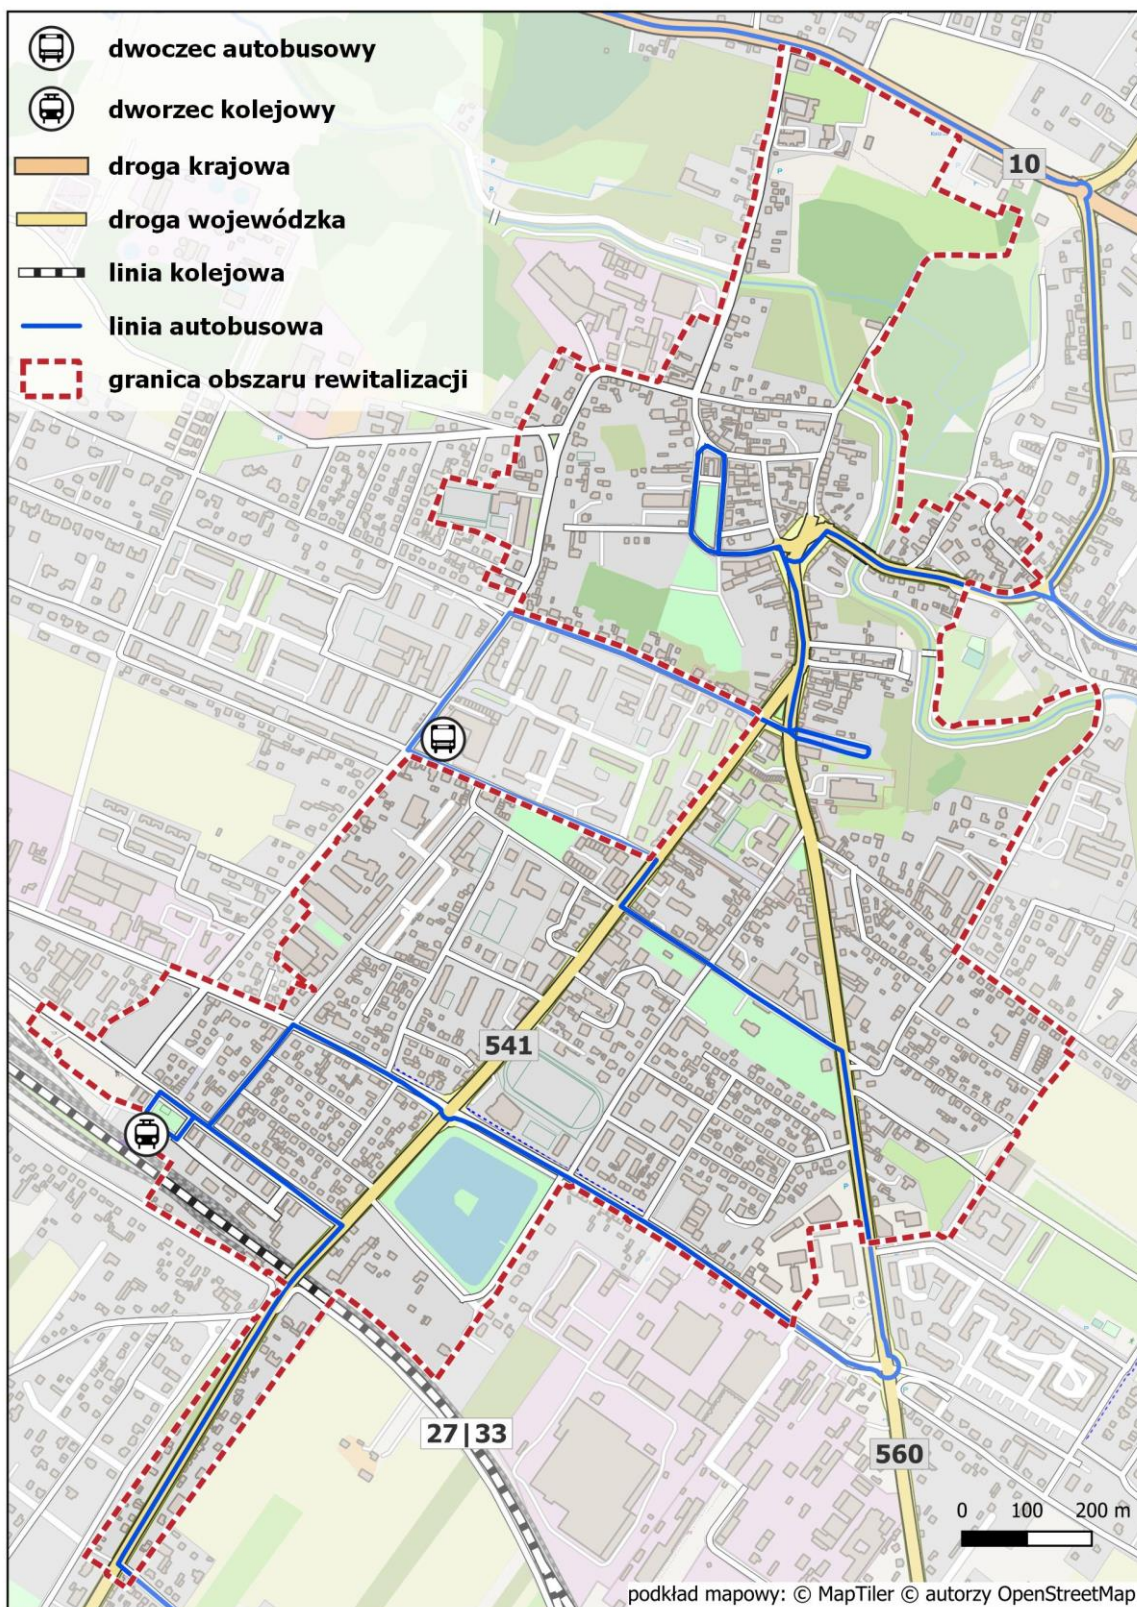 dwoczec autobusowy
dworzec kolejowy
droga krajowa
droga wojewódzka
linia kolejowa
linia autobusowa
granica obszaru rewitalizacji
10
541
27|33
560
0 100 200 m
podkład mapowy: © MapTiler © autorzy OpenStreetMap